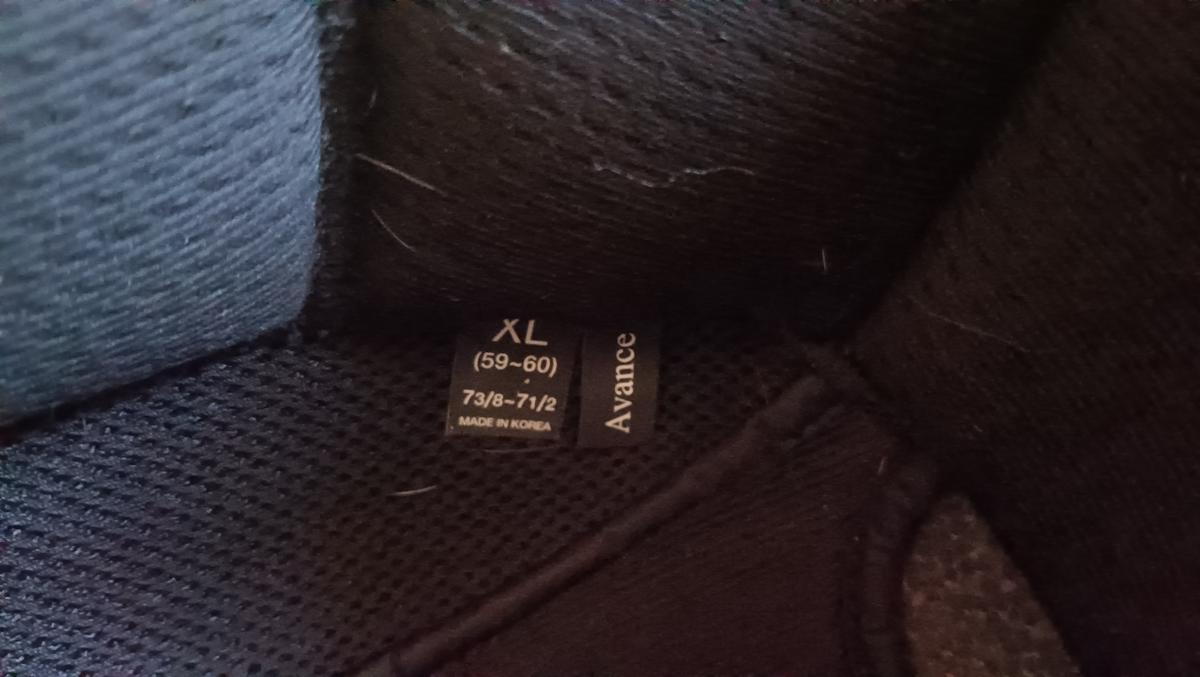 XL
(59~60)
73/8~71/2
MADE IN KOREA
Avance